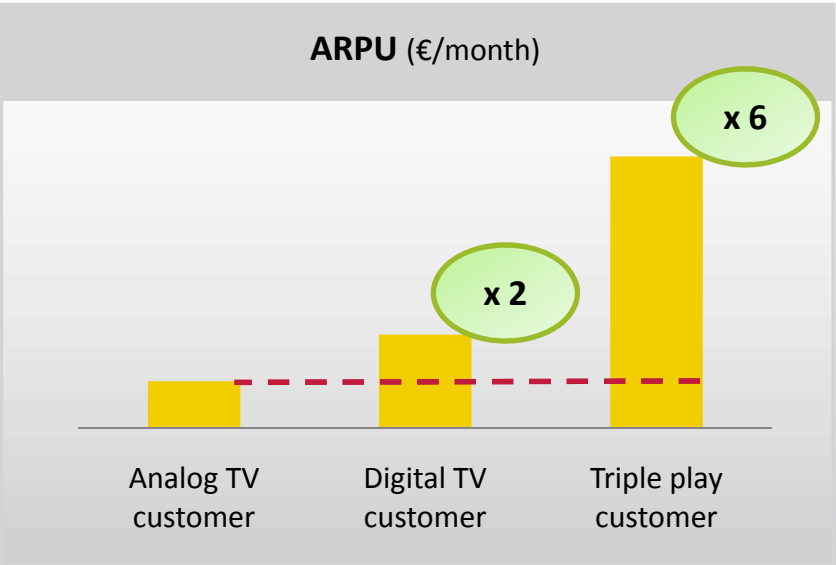 ARPU (€/month)
x 6
x 2
Analog TV
customer
Digital TV
customer
Triple play
customer